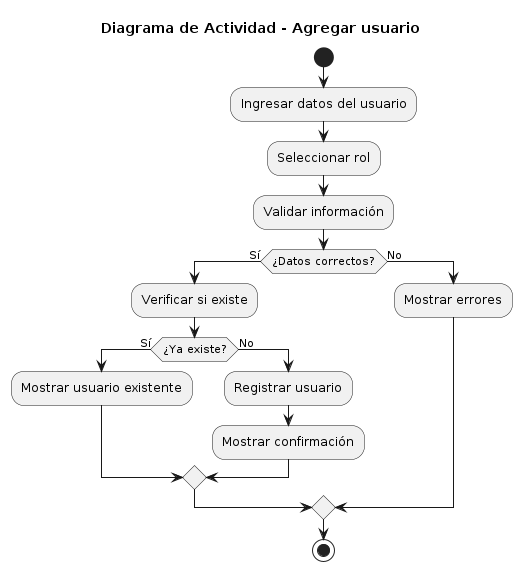 Diagrama de Actividad - Agregar usuario
Ingresar datos del usuario
Seleccionar rol
Validar información
¿Datos correctos?
Sí
No
Verificar si existe
Mostrar errores
¿Ya existe?
Sí
No
Mostrar usuario existente
Registrar usuario
Mostrar confirmación